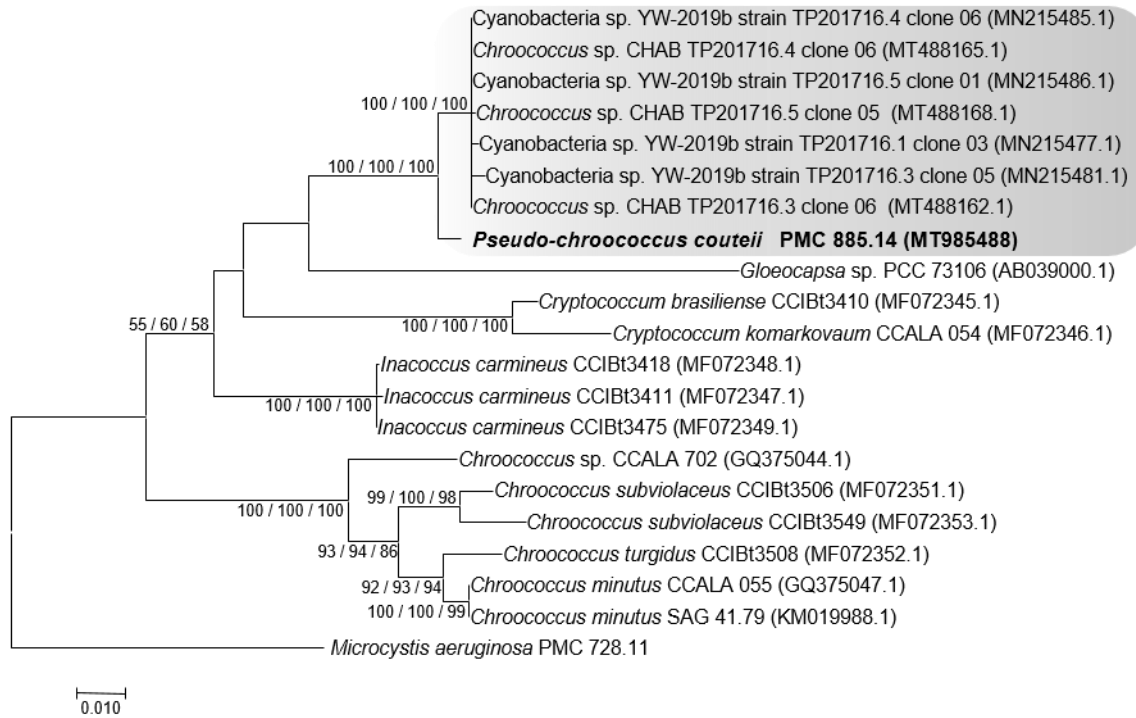 Cyanobacteria sp. YW-2019b strain TP201716.4 clone 06 (MN215485.1)
Chroococcus sp. CHAB TP201716.4 clone 06 (MT488165.1)
Cyanobacteria sp. YW-2019b strain TP201716.5 clone 01 (MN215486.1)
100 / 100 / 100
Chroococcus sp. CHAB TP201716.5 clone 05 (MT488168.1)
Cyanobacteria sp. YW-2019b strain TP201716.1 clone 03 (MN215477.1)
100 / 100 / 100
Cyanobacteria sp. YW-2019b strain TP201716.3 clone 05 (MN215481.1)
Chroococcus sp. CHAB TP201716.3 clone 06 (MT488162.1)
Pseudo-chroococcus couteii PMC 885.14 (MT985488)
Gloeocapsa sp. PCC 73106 (AB039000.1)
Cryptococcum brasiliense CCIBt3410 (MF072345.1)
55 / 60 / 58
100 / 100 / 100
Cryptococcum komarkovaum CCALA 054 (MF072346.1)
Inacoccus carmineus CCIBt3418 (MF072348.1)
Inacoccus carmineus CCIBt3411 (MF072347.1)
100 / 100 / 100
Inacoccus carmineus CCIBt3475 (MF072349.1)
Chroococcus sp. CCALA 702 (GQ375044.1)
99 / 100 / 98
Chroococcus subviolaceus CCIBt3506 (MF072351.1)
100 / 100 / 100
Chroococcus subviolaceus CCIBt3549 (MF072353.1)
93 / 94 / 86
Chroococcus turgidus CCIBt3508 (MF072352.1)
92 / 93 / 94
Chroococcus minutus CCALA 055 (GQ375047.1)
100 / 100 / 99
Chroococcus minutus SAG 41.79 (KM019988.1)
Microcystis aeruginosa PMC 728.11
0.010